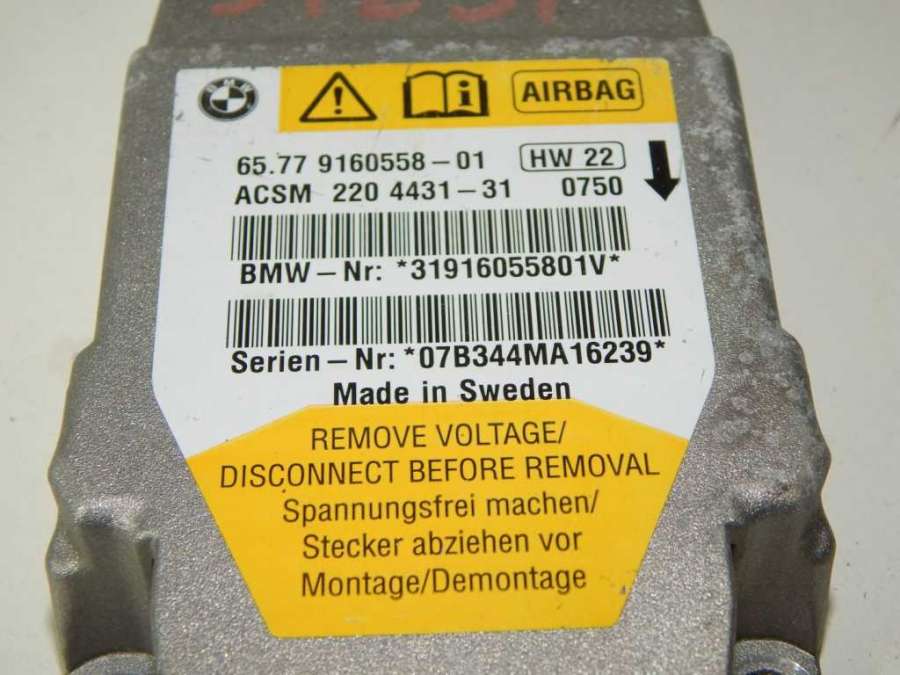 BMW
AIRBAG
65.77 9160558-01 HW 22
ACSM 220 4431-31 0750
BMW-Nr: *31916055801V*
Serien-Nr: *07B344MA16239*
Made in Sweden
REMOVE VOLTAGE/
DISCONNECT BEFORE REMOVAL
Spannungsfrei machen/
Stecker abziehen vor
Montage/Demontage